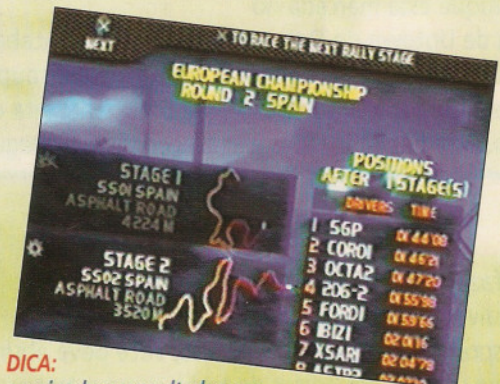 NEXT
X TO RACE THE NEXT RALLY STAGE
EUROPEAN CHAMPIONSHIP
ROUND 2 SPAIN
STAGE 1
SS01 SPAIN
ASPHALT ROAD
4224 M
STAGE 2
SS02 SPAIN
ASPHALT ROAD
3520 M
POSITIONS
AFTER 1 STAGE(S)
DRIVERS TIME
1 SGP 01'44'08
2 COROI 01'46'21
3 OCTA2 01'47'20
4 206-2 01'55'98
5 FORDI 01'59'66
6 IBIZI 02'01'16
7 XSARI 02'04'78
8
DICA: